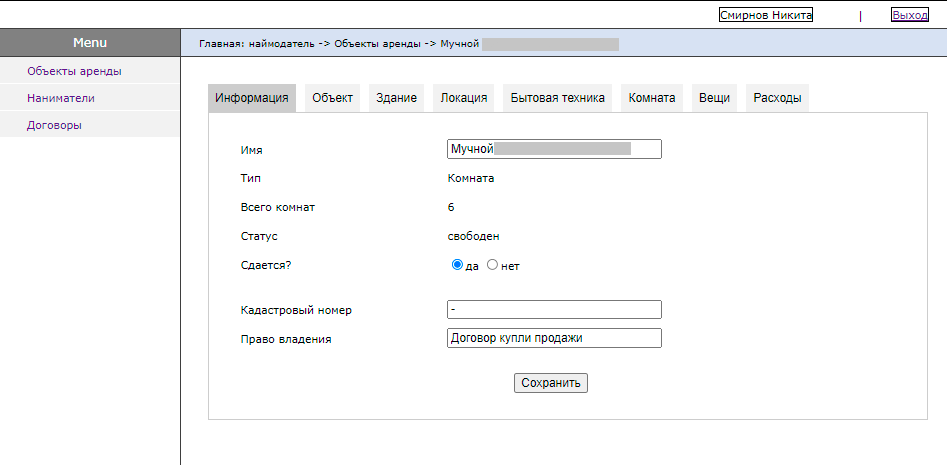 Смирнов Никита | Выход
Menu
Главная: наймодатель -> Объекты аренды -> Мучной
Объекты аренды
Наниматели
Договоры
Информация Объект Здание Локация Бытовая техника Комната Вещи Расходы
Имя Мучной
Тип Комната
Всего комнат 6
Статус свободен
Сдается? да нет
Кадастровый номер -
Право владения Договор купли продажи
Сохранить